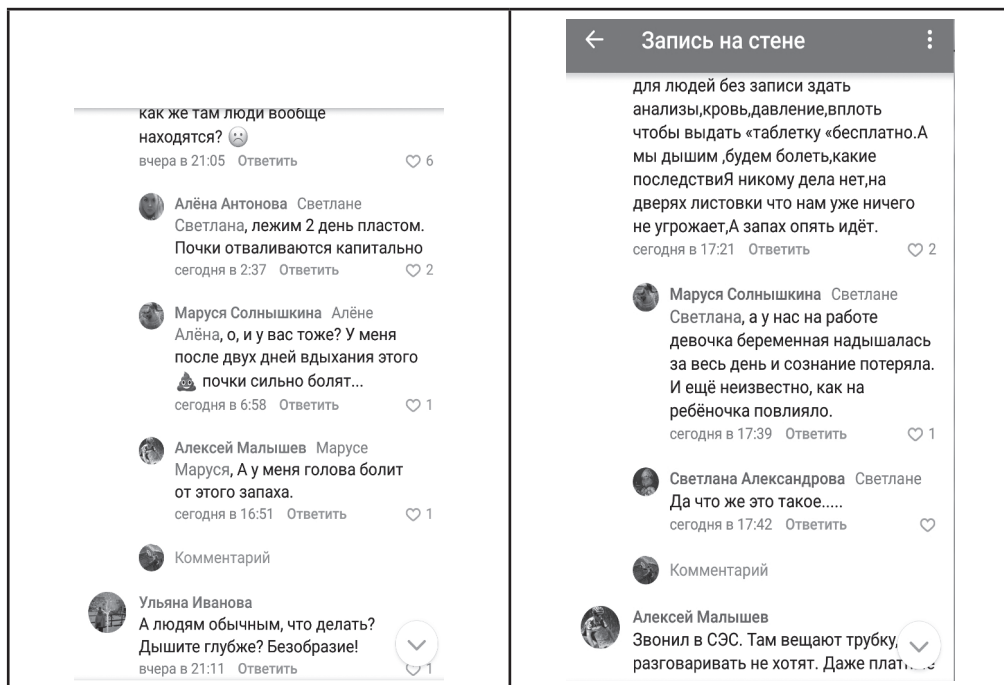 как же там люди вообще
находятся?
вчера в 21:05 Ответить 6
Алёна Антонова Светлане
Светлана, лежим 2 день пластом.
Почки отваливаются капитально
сегодня в 2:37 Ответить 2
Маруся Солнышкина Алёне
Алёна, о, и у вас тоже? У меня
после двух дней вдыхания этого
💩 почки сильно болят...
сегодня в 6:58 Ответить 1
Алексей Малышев Марусе
Маруся, А у меня голова болит
от этого запаха.
сегодня в 16:51 Ответить 1
Комментарий
Ульяна Иванова
А людям обычным, что делать?
Дышите глубже? Безобразие!
вчера в 21:11 Ответить 1
Запись на стене
для людей без записи здать
анализы,кровь,давление,вплоть
чтобы выдать «таблетку «бесплатно.А
мы дышим ,будем болеть,какие
последствиЯ никому дела нет,на
дверях листовки что нам уже ничего
не угрожает,А запах опять идёт.
сегодня в 17:21 Ответить 2
Маруся Солнышкина Светлане
Светлана, а у нас на работе
девочка беременная надышалась
за весь день и сознание потеряла.
И ещё неизвестно, как на
ребёночка повлияло.
сегодня в 17:39 Ответить 1
Светлана Александрова Светлане
Да что же это такое.....
сегодня в 17:42 Ответить
Комментарий
Алексей Малышев
Звонил в СЭС. Там вещают трубку,
разговаривать не хотят. Даже